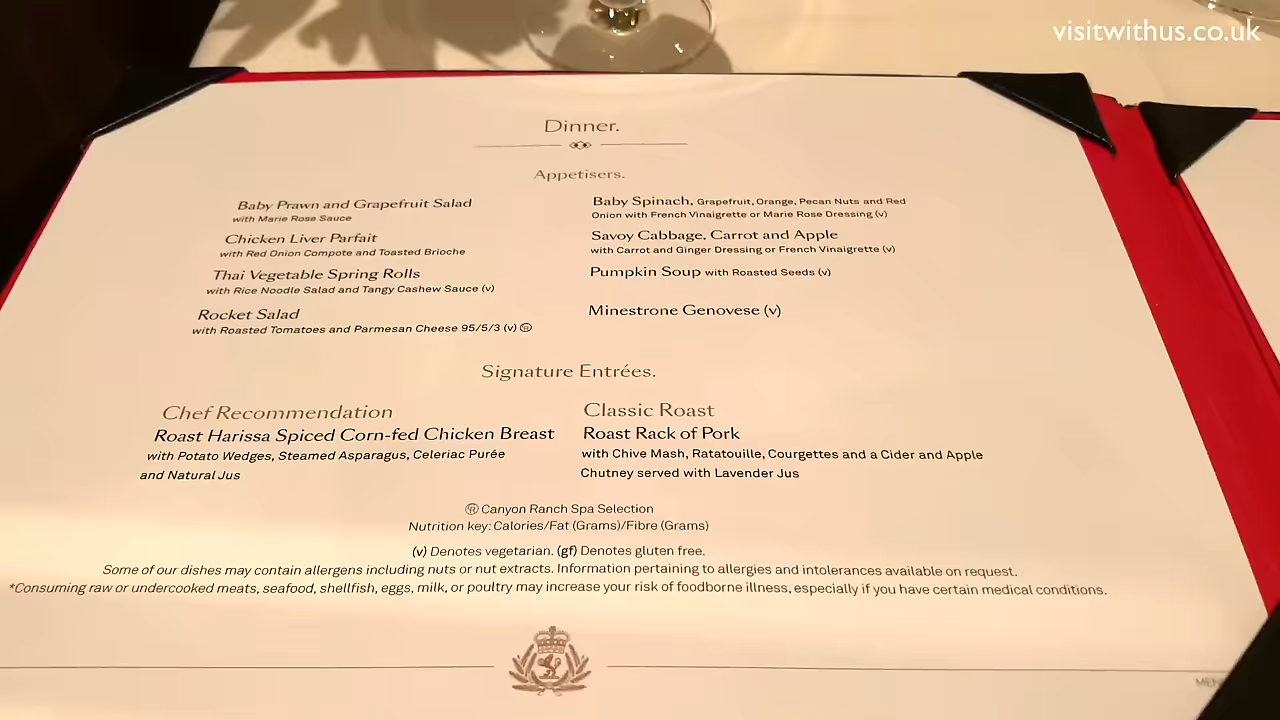 visitwithus.co.uk
Dinner.
Appetisers.
Baby Prawn and Grapefruit Salad
with Marie Rose Sauce
Chicken Liver Parfait
with Red Onion Compote and Toasted Brioche
Thai Vegetable Spring Rolls
with Rice Noodle Salad and Tangy Cashew Sauce (v)
Rocket Salad
with Roasted Tomatoes and Parmesan Cheese 95/5/3 (v) ®
Baby Spinach, Grapefruit, Orange, Pecan Nuts and Red
Onion with French Vinaigrette or Marie Rose Dressing (v)
Savoy Cabbage, Carrot and Apple
with Carrot and Ginger Dressing or French Vinaigrette (v)
Pumpkin Soup with Roasted Seeds (v)
Minestrone Genovese (v)
Signature Entrées.
Chef Recommendation
Roast Harissa Spiced Corn-fed Chicken Breast
with Potato Wedges, Steamed Asparagus, Celeriac Purée
and Natural Jus
Classic Roast
Roast Rack of Pork
with Chive Mash, Ratatouille, Courgettes and a Cider and Apple
Chutney served with Lavender Jus
® Canyon Ranch Spa Selection
Nutrition key: Calories/Fat (Grams)/Fibre (Grams)
(v) Denotes vegetarian. (gf) Denotes gluten free.
Some of our dishes may contain allergens including nuts or nut extracts. Information pertaining to allergies and intolerances available on request.
*Consuming raw or undercooked meats, seafood, shellfish, eggs, milk, or poultry may increase your risk of foodborne illness, especially if you have certain medical conditions.